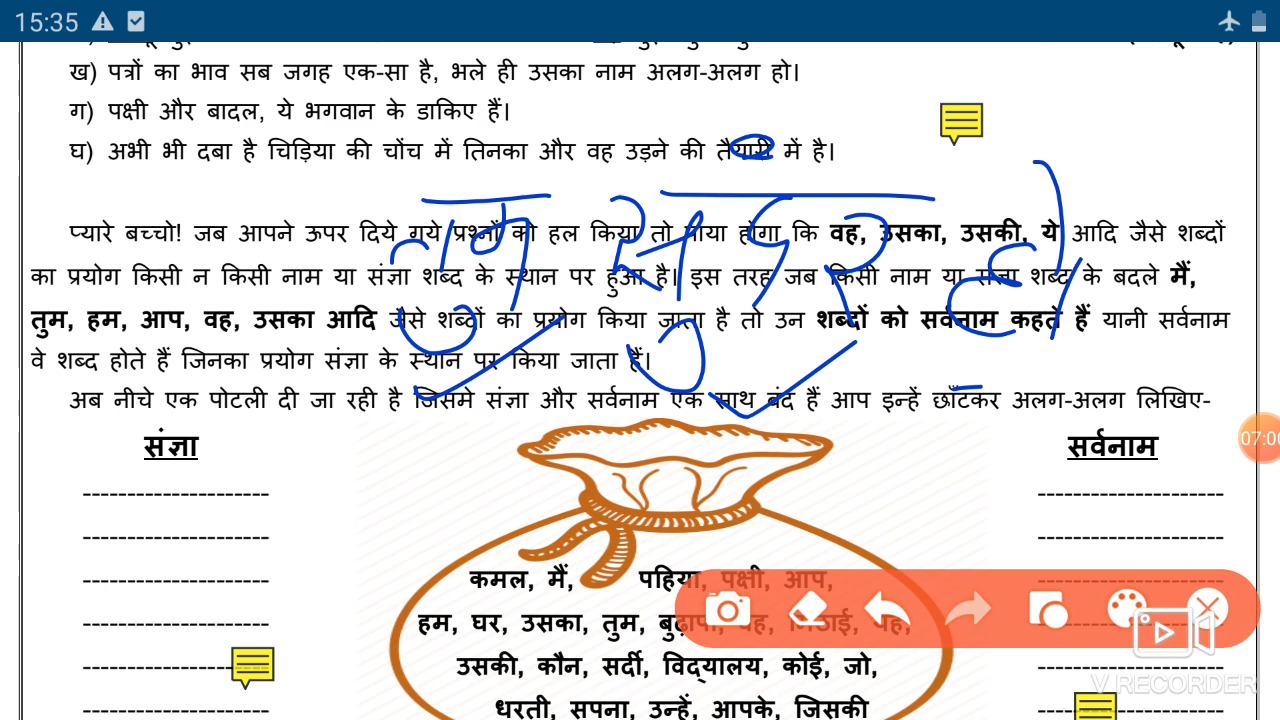 15:35
ख) पत्रों का भाव सब जगह एक-सा है, भले ही उसका नाम अलग-अलग हो।
ग) पक्षी और बादल, ये भगवान के डाकिए हैं।
घ) अभी भी दबा है चिड़िया की चोंच में तिनका और वह उड़ने की तैयारी में है।
प्यारे बच्चो! जब आपने ऊपर दिये गये प्रश्नों को हल किया तो पाया होगा कि वह, उसका, उसकी, ये आदि जैसे शब्दों
का प्रयोग किसी न किसी नाम या संज्ञा शब्द के स्थान पर हुआ है। इस तरह जब किसी नाम या संज्ञा शब्द के बदले मैं,
तुम, हम, आप, वह, उसका आदि जैसे शब्दों का प्रयोग किया जाता है तो उन शब्दों को सर्वनाम कहते हैं यानी सर्वनाम
वे शब्द होते हैं जिनका प्रयोग संज्ञा के स्थान पर किया जाता हैं।
अब नीचे एक पोटली दी जा रही है जिसमे संज्ञा और सर्वनाम एक साथ बंद हैं आप इन्हें छाँटकर अलग-अलग लिखिए-
संज्ञा
सर्वनाम
07:00
कमल, मैं, पहिया, पक्षी, आप,
हम, घर, उसका, तुम, बुढ़ापा, वह, मिठाई, यह,
उसकी, कौन, सर्दी, विद्यालय, कोई, जो,
धरती, सपना, उन्हें, आपके, जिसकी
V RECORDER